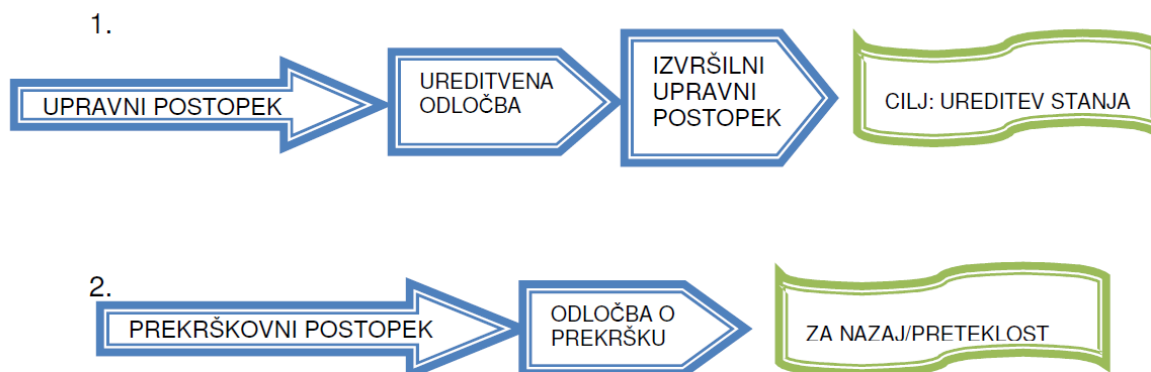 1.
UPRAVNI POSTOPEK
UREDITVENA
ODLOČBA
IZVRŠILNI
UPRAVNI
POSTOPEK
CILJ: UREDITEV STANJA
2.
PREKRŠKOVNI POSTOPEK
ODLOČBA O
PREKRŠKU
ZA NAZAJ/PRETEKLOST